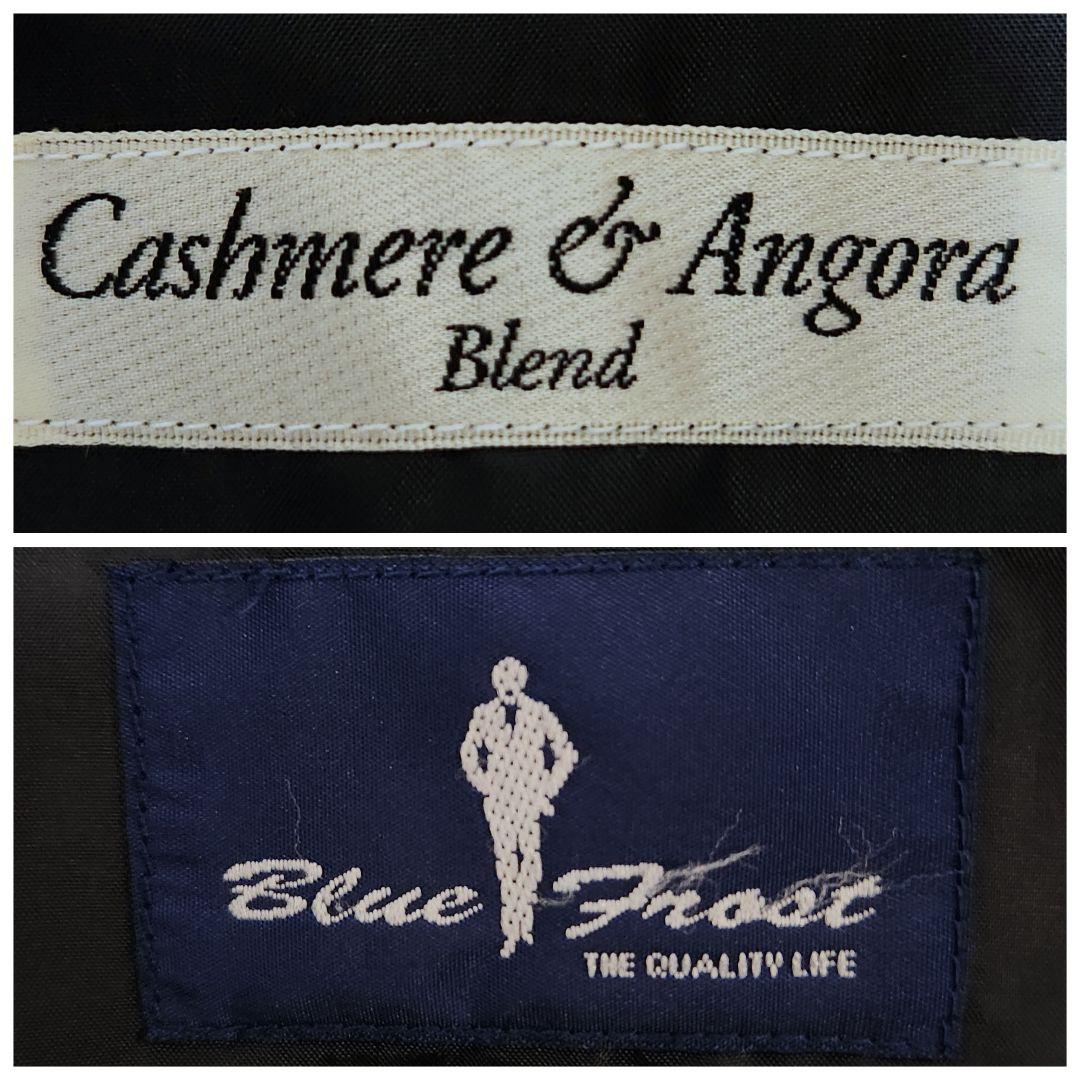 Cashmere & Angora
Blend
Blue Frost
THE QUALITY LIFE